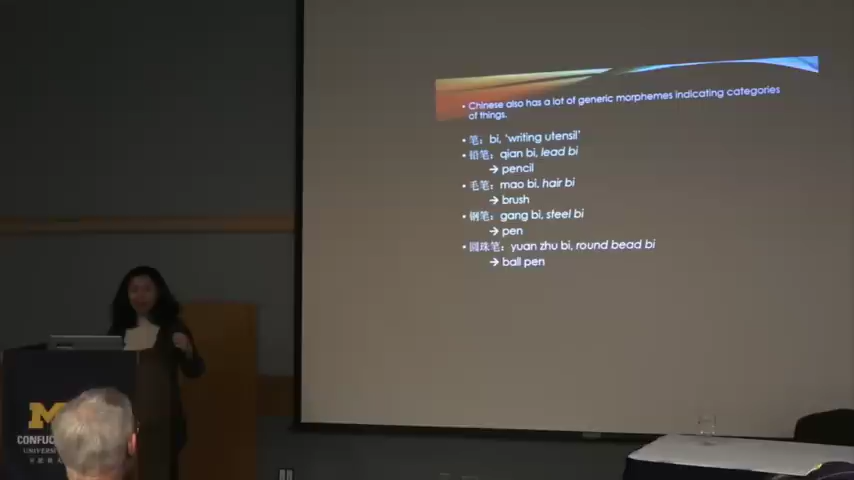 • Chinese also has a lot of generic morphemes indicating categories
of things.
• 笔：bi, ‘writing utensil’
• 铅笔：qian bi, lead bi
→ pencil
• 毛笔：mao bi, hair bi
→ brush
• 钢笔：gang bi, steel bi
→ pen
• 圆珠笔：yuan zhu bi, round bead bi
→ ball pen
M
CONFUC
UNIVER